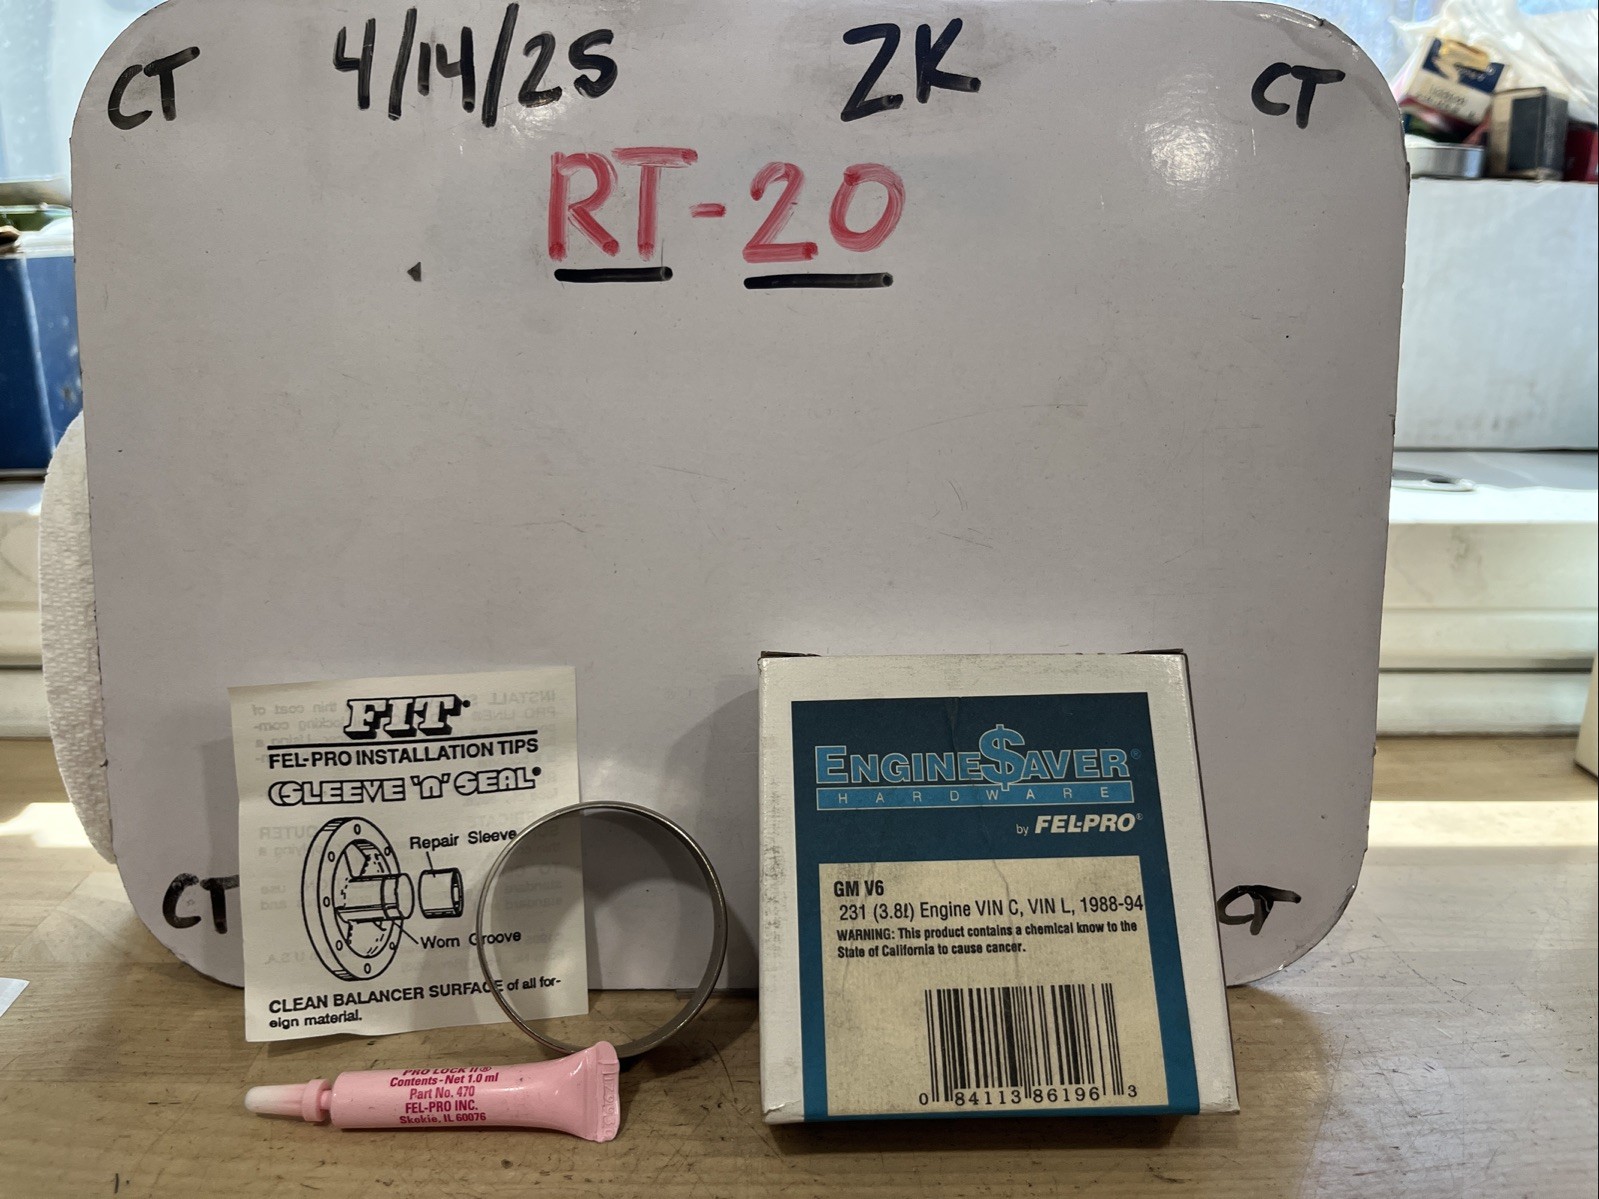 CT 4/14/25 ZK CT
RT-20
FIT
FEL-PRO INSTALLATION TIPS
SLEEVE 'N' SEAL®
Repair Sleeve
Worn Groove
CLEAN BALANCER SURFACE of all for-
eign material.
PRO LOCK II®
Contents-Net 1.0 ml
Part No. 470
FEL-PRO INC.
Skokie, IL 60076
ENGINE$AVER®
HARDWARE
by FEL-PRO®
GM V6
231 (3.8ℓ) Engine VIN C, VIN L, 1988-94
WARNING: This product contains a chemical know to the
State of California to cause cancer.
0 84113 86196 3
CT
CT